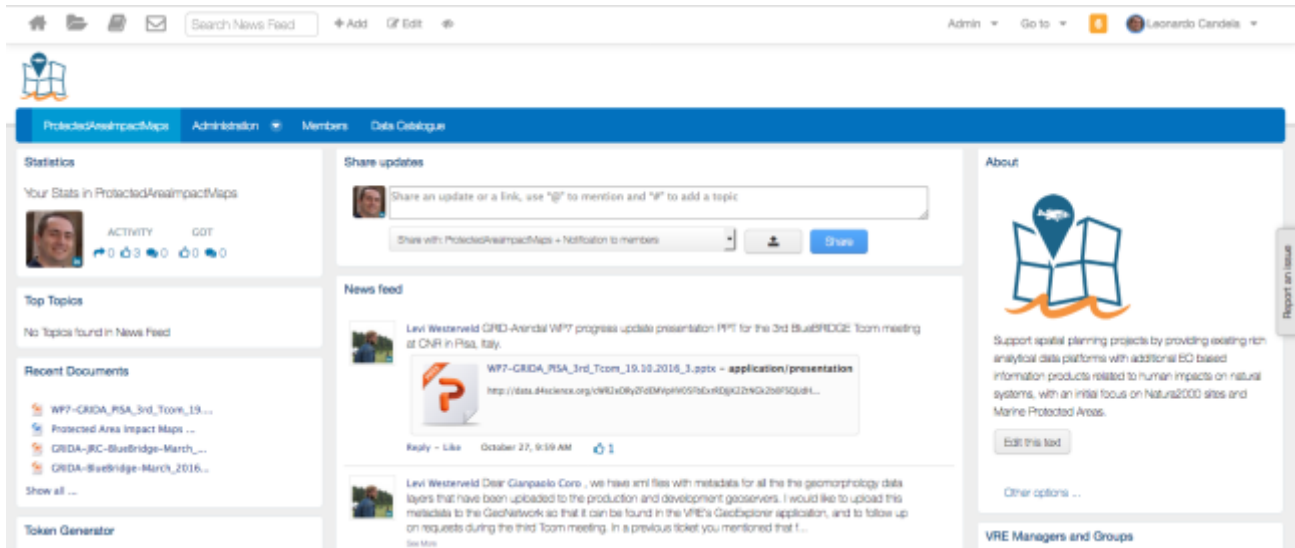 Search News Feed
Add
Edit
Admin
Go to
6
Leonardo Candela
ProtectedAreaImpactMaps
Administration
Members
Data Catalogue
Statistics
Your Stats in ProtectedAreaImpactMaps
ACTIVITY GOT
0 3 0 0 0
Top Topics
No Topics found in News Feed
Recent Documents
WP7-GRIDA_PISA_3rd_Tcom_19....
Protected Area Impact Maps ...
GRIDA-JRC-BlueBridge-March_...
GRIDA-BlueBridge-March_2016...
Show all ...
Token Generator
Share updates
Share an update or a link, use "@" to mention and "#" to add a topic
Share with: ProtectedAreaImpactMaps + Notification to members
Share
News feed
Levi Westerveld GRID-Arendal WP7 progress update presentation PPT for the 3rd BlueBRIDGE Tcom meeting
at CNR in Pisa, Italy.
WP7-GRIDA_PISA_3rd_Tcom_19.10.2016_3.pptx - application/presentation
Reply - Like October 27, 9:59 AM 1
Levi Westerveld Dear Gianpaolo Coro , we have xml files with metadata for all the the geomorphology data
layers that have been uploaded to the production and development geoservers. I would like to upload this
metadata to the GeoNetwork so that it can be found in the VRE's GeoExplorer application, and to follow up
on requests during the third Tcom meeting. In a previous ticket you mentioned that f...
See More
About
Support spatial planning projects by providing existing rich
analytical data platforms with additional EO based
information products related to human impacts on natural
systems, with an initial focus on Natura2000 sites and
Marine Protected Areas.
Edit this text
Other options ...
VRE Managers and Groups
Report an issue